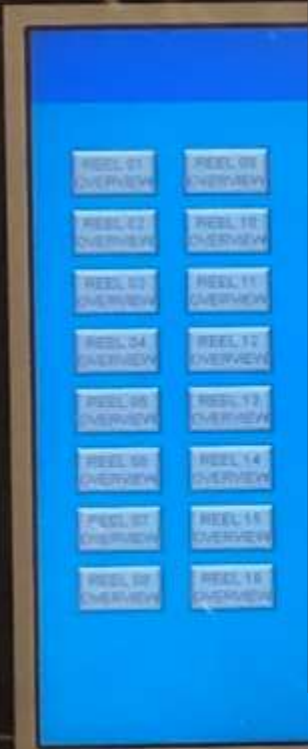 REEL 01
OVERVIEW
REEL 09
OVERVIEW
REEL 02
OVERVIEW
REEL 10
OVERVIEW
REEL 03
OVERVIEW
REEL 11
OVERVIEW
REEL 04
OVERVIEW
REEL 12
OVERVIEW
REEL 05
OVERVIEW
REEL 13
OVERVIEW
REEL 06
OVERVIEW
REEL 14
OVERVIEW
REEL 07
OVERVIEW
REEL 15
OVERVIEW
REEL 08
OVERVIEW
REEL 16
OVERVIEW